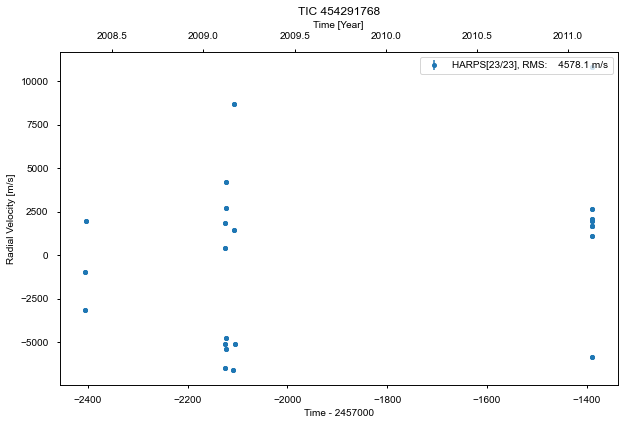 TIC 454291768
Time [Year]
2008.5 2009.0 2009.5 2010.0 2010.5 2011.0
HARPS[23/23], RMS: 4578.1 m/s
Radial Velocity [m/s]
10000
7500
5000
2500
0
−2500
−5000
−2400 −2200 −2000 −1800 −1600 −1400
Time - 2457000